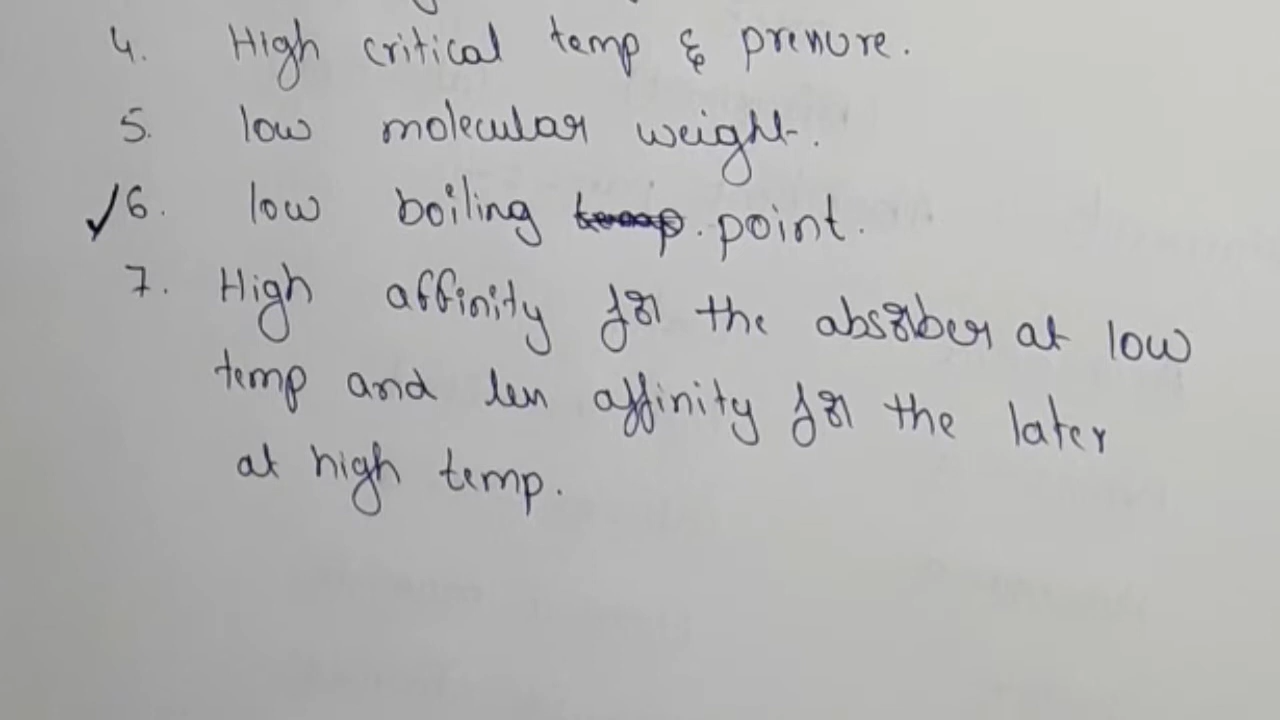 4. High critical temp & pressure.
5. low molecular weight.
✓6. low boiling temp. point.
7. High affinity for the absorber at low
temp and less affinity for the later
at high temp.